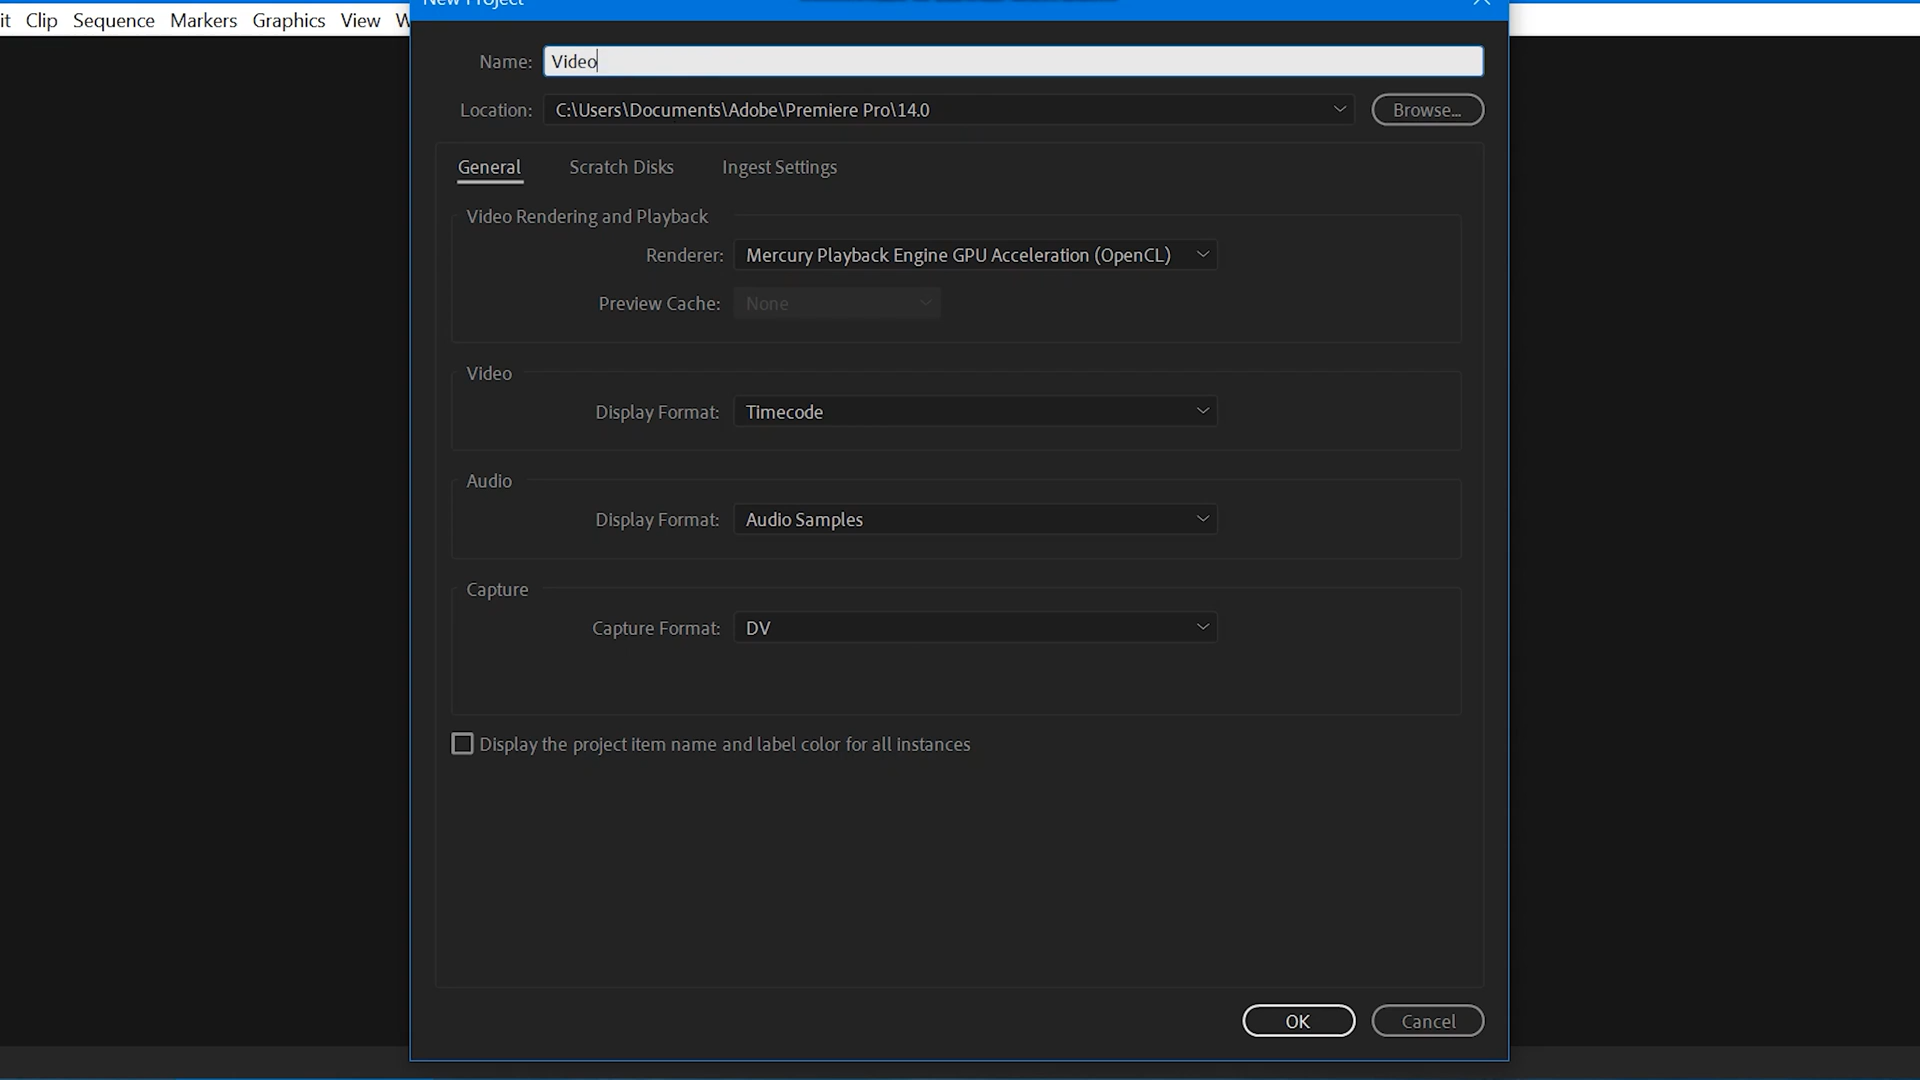 it Clip Sequence Markers Graphics View W
New Project
Name: Video
Location: C:\Users\Documents\Adobe\Premiere Pro\14.0 Browse...
General Scratch Disks Ingest Settings
Video Rendering and Playback
Renderer: Mercury Playback Engine GPU Acceleration (OpenCL)
Preview Cache: None
Video
Display Format: Timecode
Audio
Display Format: Audio Samples
Capture
Capture Format: DV
Display the project item name and label color for all instances
OK Cancel